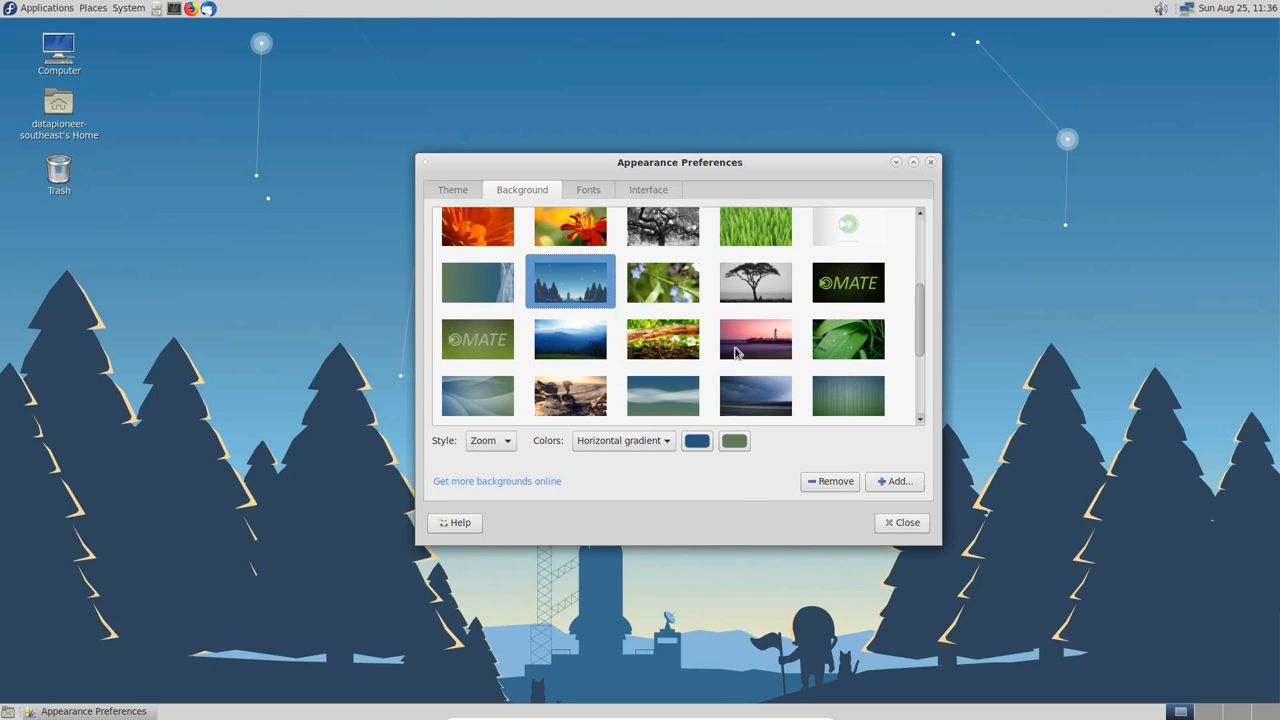 Applications Places System
Sun Aug 25, 11:36
Computer
datapioneer-
southeast's Home
Trash
Appearance Preferences
Theme
Background
Fonts
Interface
MATE
MATE
Style:
Zoom
Colors:
Horizontal gradient
Get more backgrounds online
Remove
Add...
Help
Close
Appearance Preferences